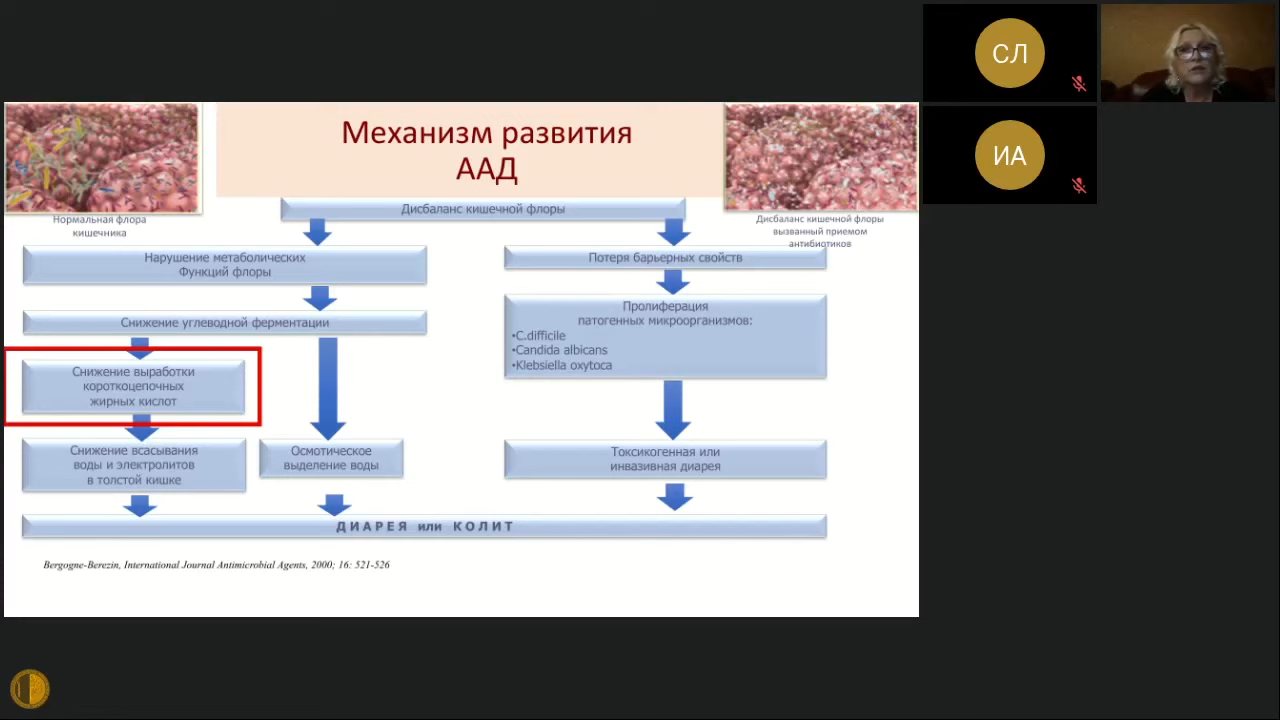 Механизм развития
ААД
Нормальная флора
кишечника
Дисбаланс кишечной флоры
вызванный приемом
антибиотиков
Дисбаланс кишечной флоры
Нарушение метаболических
Функций флоры
Потеря барьерных свойств
Снижение углеводной ферментации
Пролиферация
патогенных микроорганизмов:
•C.difficile
•Candida albicans
•Klebsiella oxytoca
Снижение выработки
короткоцепочных
жирных кислот
Снижение всасывания
воды и электролитов
в толстой кишке
Осмотическое
выделение воды
Токсикогенная или
инвазивная диарея
Д И А Р Е Я или К О Л И Т
Bergogne-Berezin, International Journal Antimicrobial Agents, 2000; 16: 521-526
СЛ
ИА